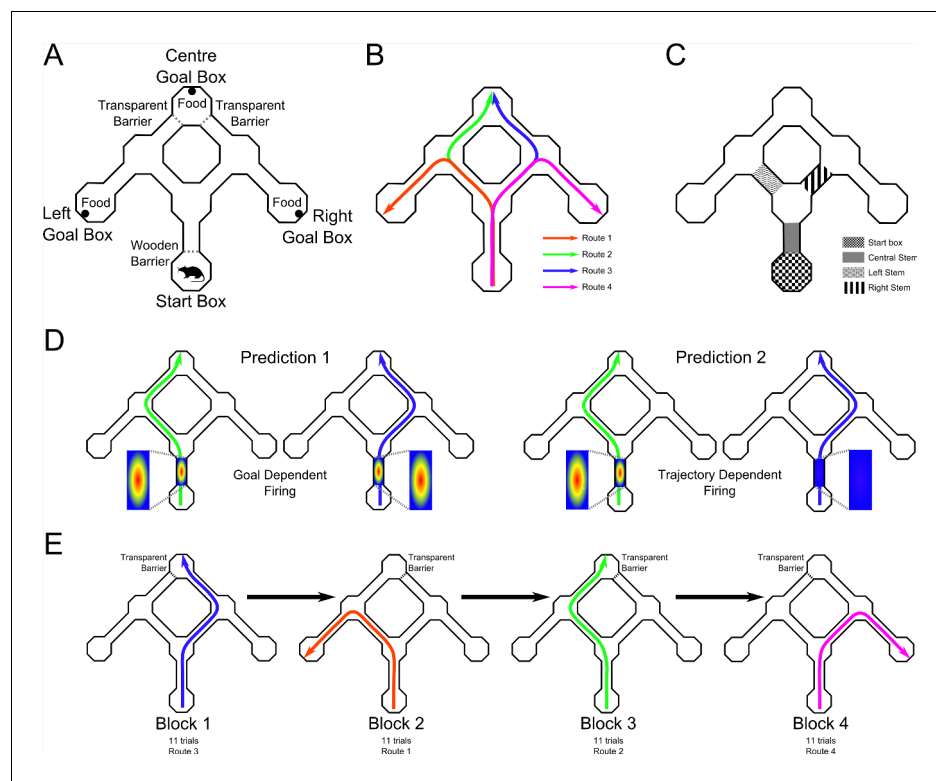 A
Centre
Goal Box
Transparent
Barrier
Food
Transparent
Barrier
Food
Left
Goal Box
Food
Right
Goal Box
Wooden
Barrier
Start Box
B
Route 1
Route 2
Route 3
Route 4
C
Start box
Central Stem
Left Stem
Right Stem
D
Prediction 1
Goal Dependent
Firing
Prediction 2
Trajectory Dependent
Firing
E
Transparent
Barrier
Block 1
11 trials
Route 3
Transparent
Barrier
Block 2
11 trials
Route 1
Transparent
Barrier
Block 3
11 trials
Route 2
Transparent
Barrier
Block 4
11 trials
Route 4